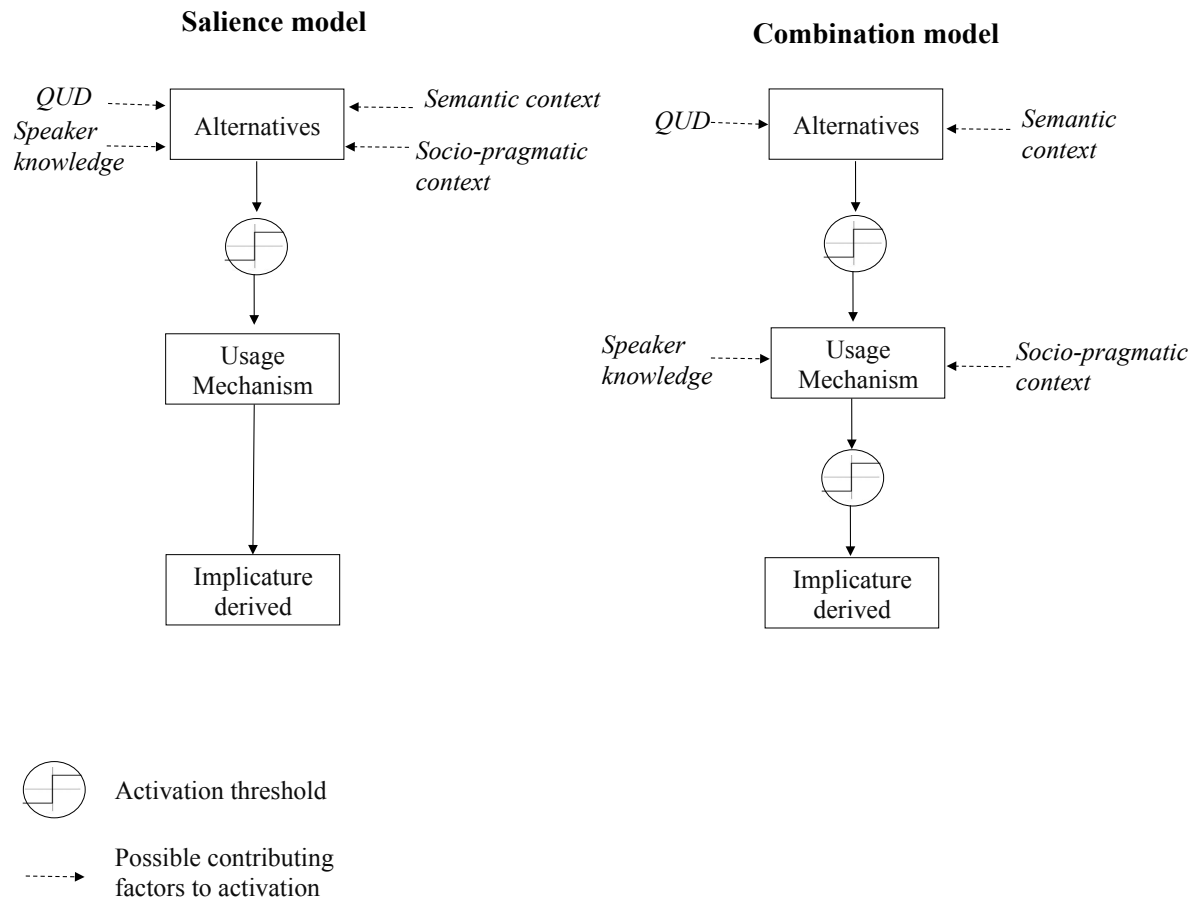 Salience model
QUD
Speaker
knowledge
Alternatives
Semantic context
Socio-pragmatic
context
Usage
Mechanism
Implicature
derived
Combination model
QUD
Alternatives
Semantic
context
Speaker
knowledge
Usage
Mechanism
Socio-pragmatic
context
Implicature
derived
Activation threshold
Possible contributing
factors to activation